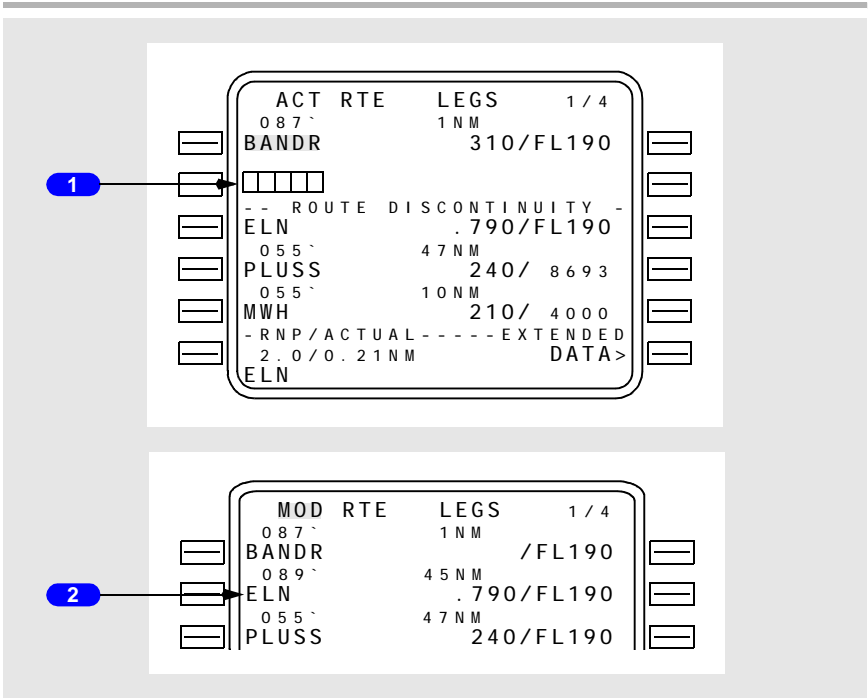 ACT RTE LEGS 1/4
087` 1NM
BANDR 310/FL190
1
-- ROUTE DISCONTINUITY -
ELN .790/FL190
055` 47NM
PLUSS 240/ 8693
055` 10NM
MWH 210/ 4000
-RNP/ACTUAL-----EXTENDED
2.0/0.21NM DATA>
ELN
MOD RTE LEGS 1/4
087` 1NM
BANDR /FL190
089` 45NM
2 ELN .790/FL190
055` 47NM
PLUSS 240/FL190